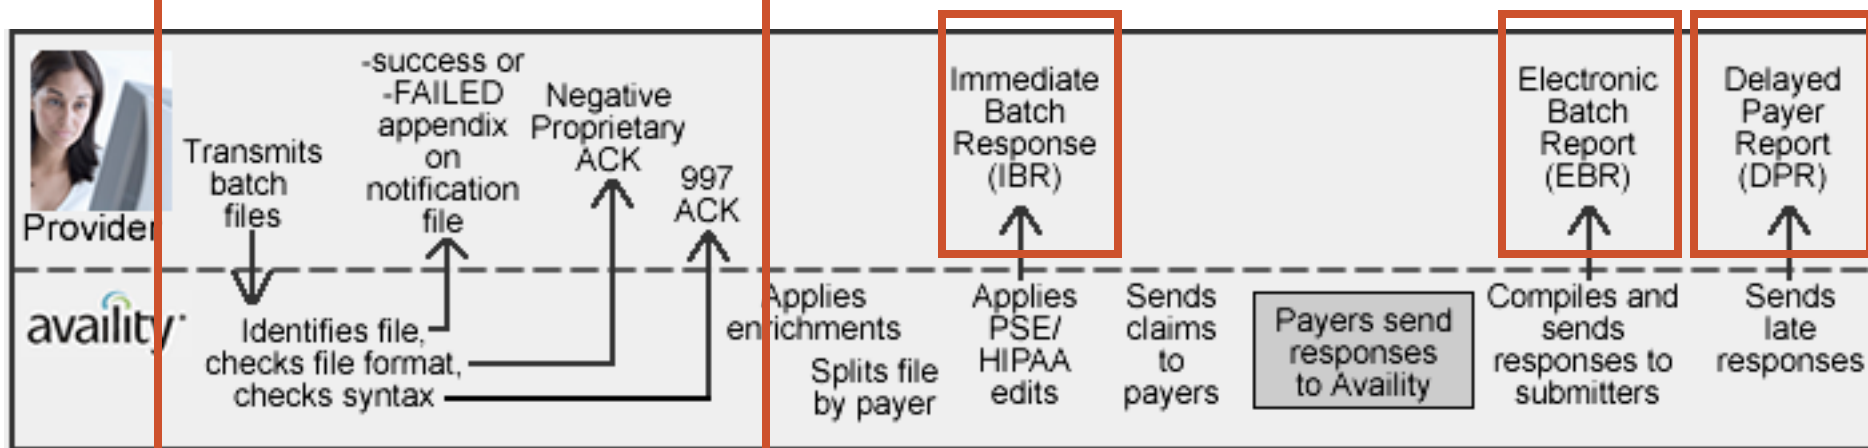 Provider
Transmits
batch
files
-success or
-FAILED
appendix
on
notification
file
Negative
Proprietary
ACK
997
ACK
Immediate
Batch
Response
(IBR)
Electronic
Batch
Report
(EBR)
Delayed
Payer
Report
(DPR)
availity
Identifies file,
checks file format,
checks syntax
Applies
enrichments
Splits file
by payer
Applies
PSE/
HIPAA
edits
Sends
claims
to
payers
Payers send
responses
to Availity
Compiles and
sends
responses to
submitters
Sends
late
responses